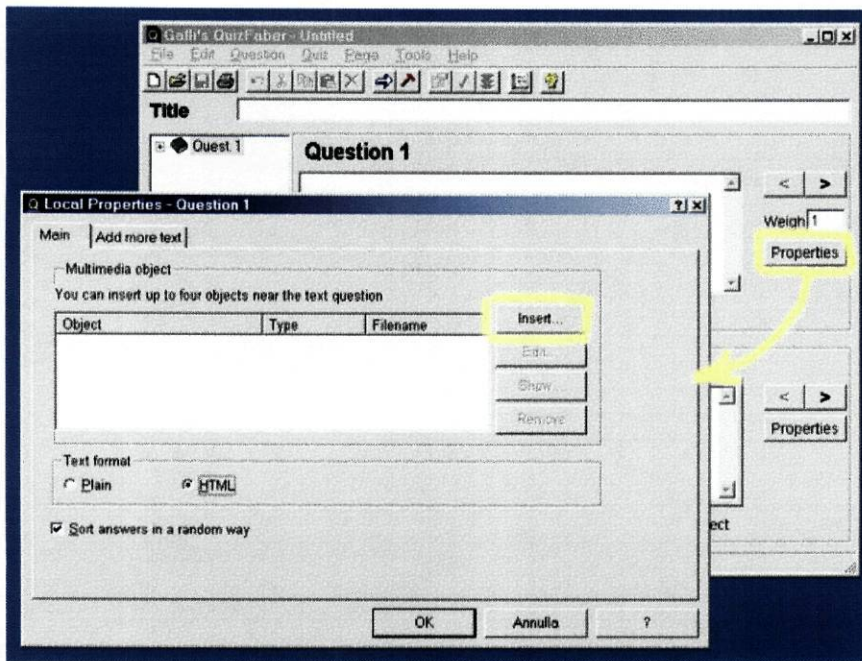 Galli's QuizFaber - Untitled
File Edit Question Quiz Page Tools Help
Title
Quest 1
Question 1
< >
Weigh 1
Properties
Local Properties - Question 1
Main Add more text
Multimedia object
You can insert up to four objects near the text question
Object Type Filename
Insert...
Edit...
Show...
Remove
< >
Properties
Text format
Plain HTML
Sort answers in a random way
ect
OK Annulla ?